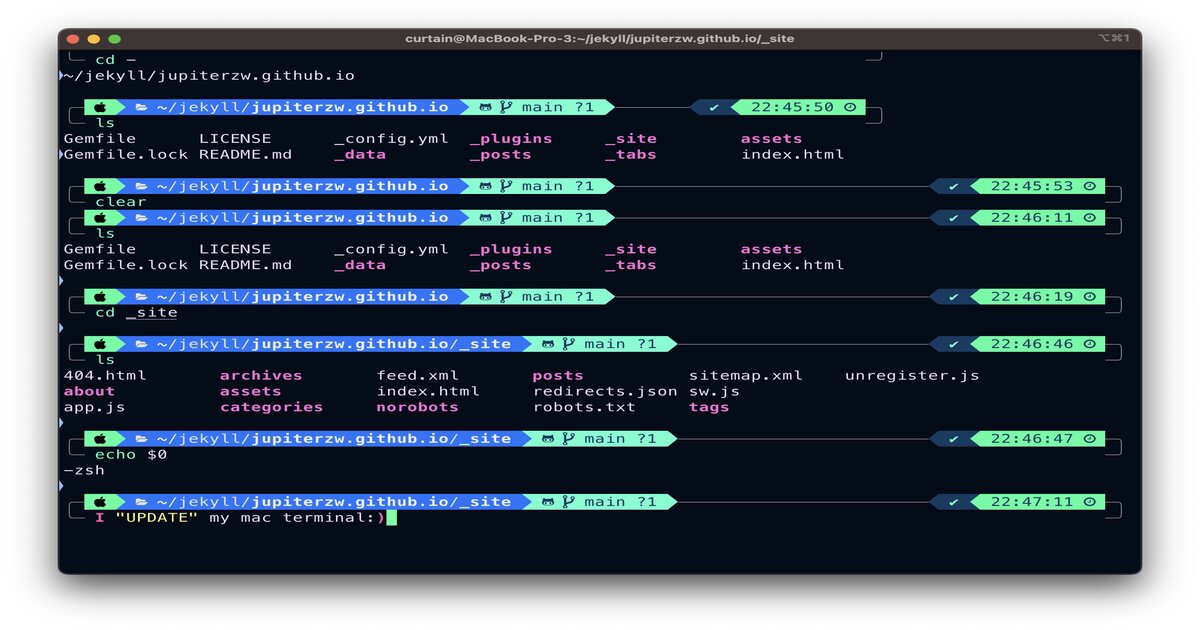 curtain@MacBook-Pro-3:~/jekyll/jupiterzw.github.io/_site ⌥⌘1
cd -
~/jekyll/jupiterzw.github.io
~/jekyll/jupiterzw.github.io main ?1 ✔ 22:45:50
ls
Gemfile LICENSE _config.yml _plugins _site assets
Gemfile.lock README.md _data _posts _tabs index.html
~/jekyll/jupiterzw.github.io main ?1 ✔ 22:45:53
clear
~/jekyll/jupiterzw.github.io main ?1 ✔ 22:46:11
ls
Gemfile LICENSE _config.yml _plugins _site assets
Gemfile.lock README.md _data _posts _tabs index.html
~/jekyll/jupiterzw.github.io main ?1 ✔ 22:46:19
cd _site
~/jekyll/jupiterzw.github.io/_site main ?1 ✔ 22:46:46
ls
404.html archives feed.xml posts sitemap.xml unregister.js
about assets index.html redirects.json sw.js
app.js categories norobots robots.txt tags
~/jekyll/jupiterzw.github.io/_site main ?1 ✔ 22:46:47
echo $0
-zsh
~/jekyll/jupiterzw.github.io/_site main ?1 ✔ 22:47:11
I "UPDATE" my mac terminal:)